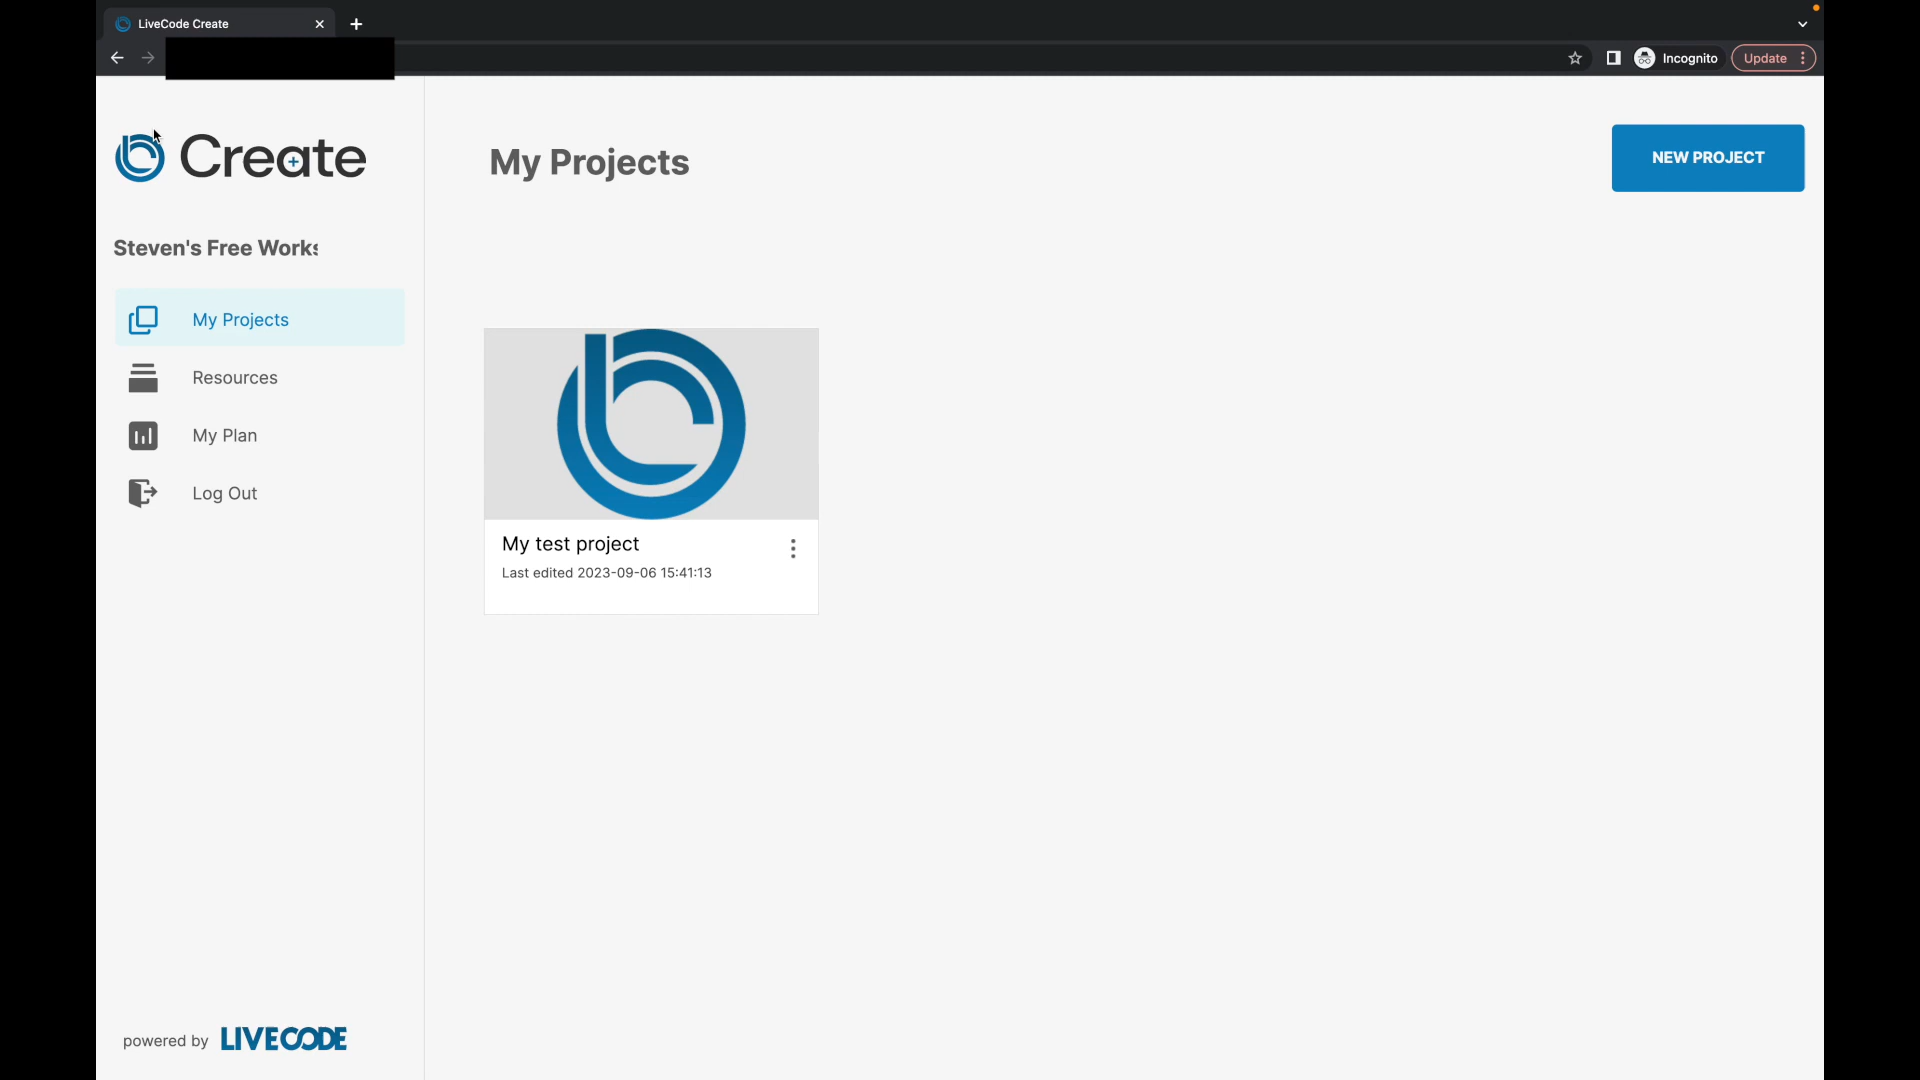 LiveCode Create
Incognito
Update
Create
My Projects
NEW PROJECT
Steven's Free Works
My Projects
Resources
My Plan
Log Out
My test project
Last edited 2023-09-06 15:41:13
powered by LIVECODE